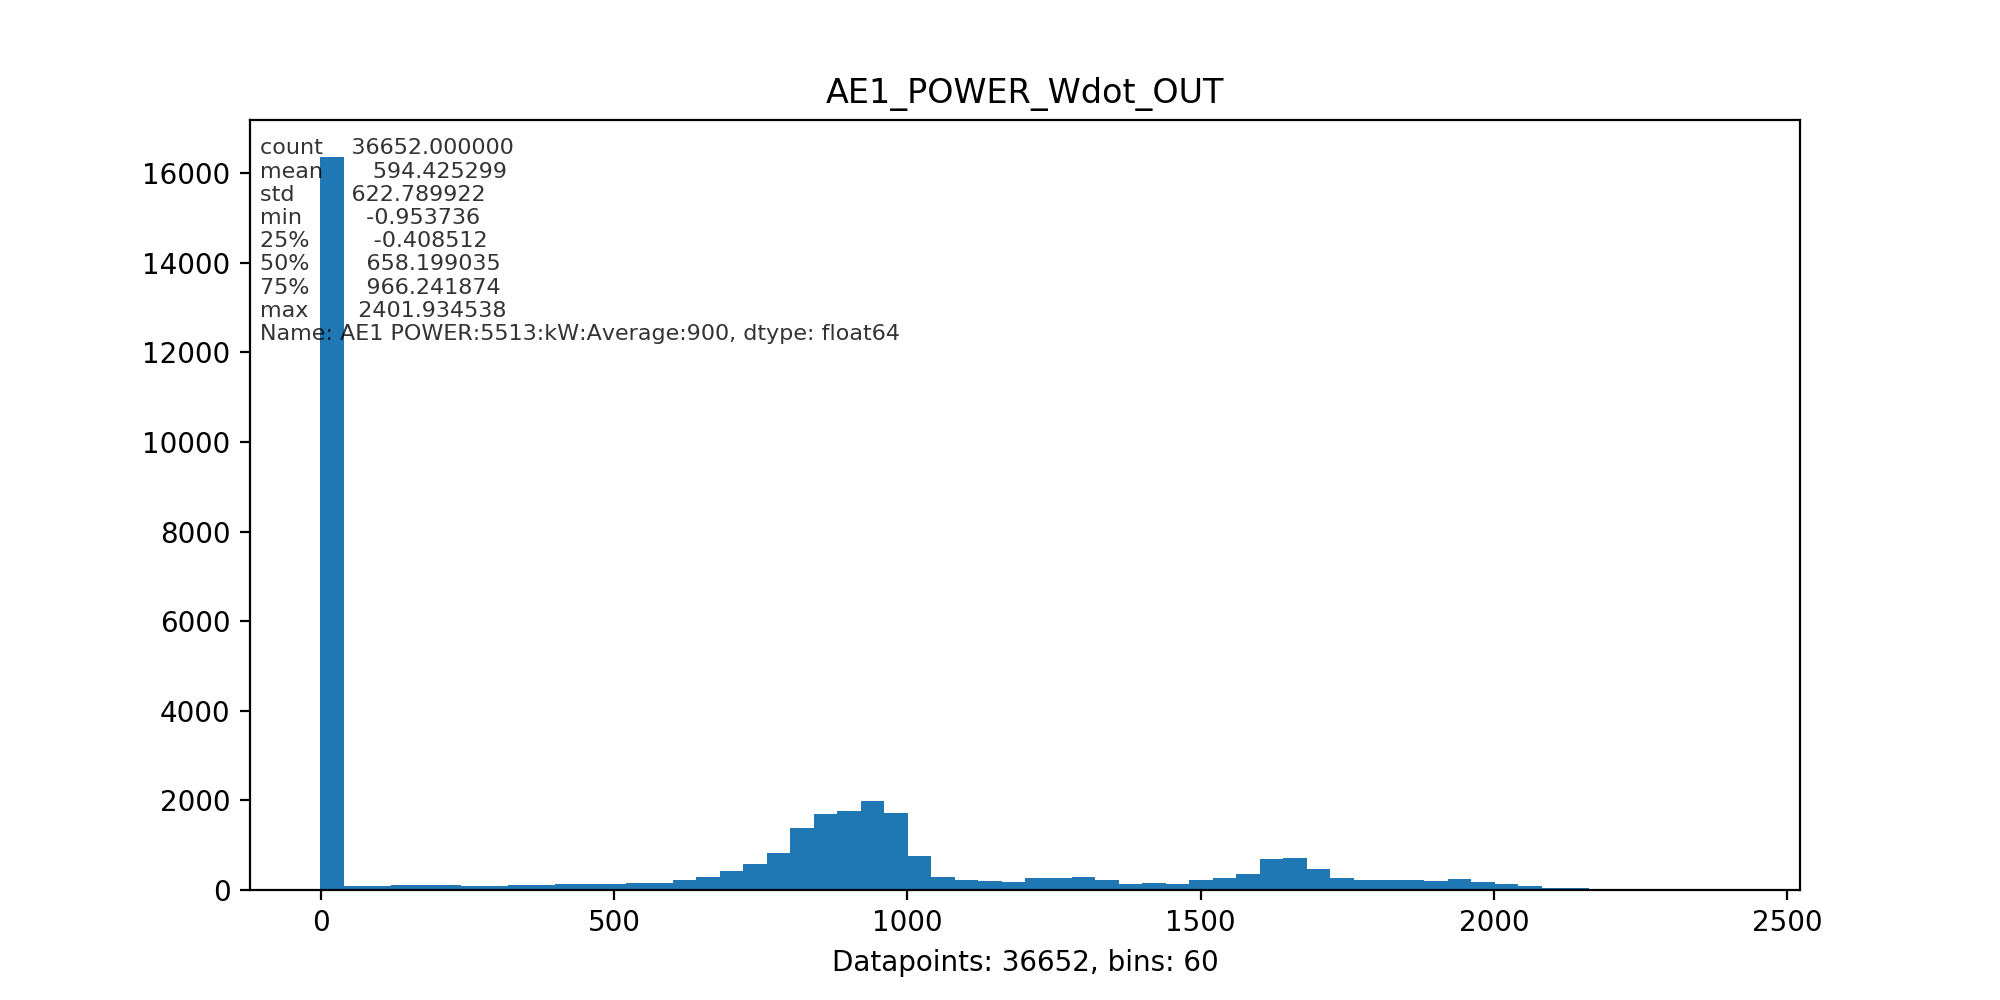 AE1_POWER_Wdot_OUT
count 36652.000000
mean 594.425299
std 622.789922
min -0.953736
25% -0.408512
50% 658.199035
75% 966.241874
max 2401.934538
Name: AE1 POWER:5513:kW:Average:900, dtype: float64
16000
14000
12000
10000
8000
6000
4000
2000
0
0 500 1000 1500 2000 2500
Datapoints: 36652, bins: 60